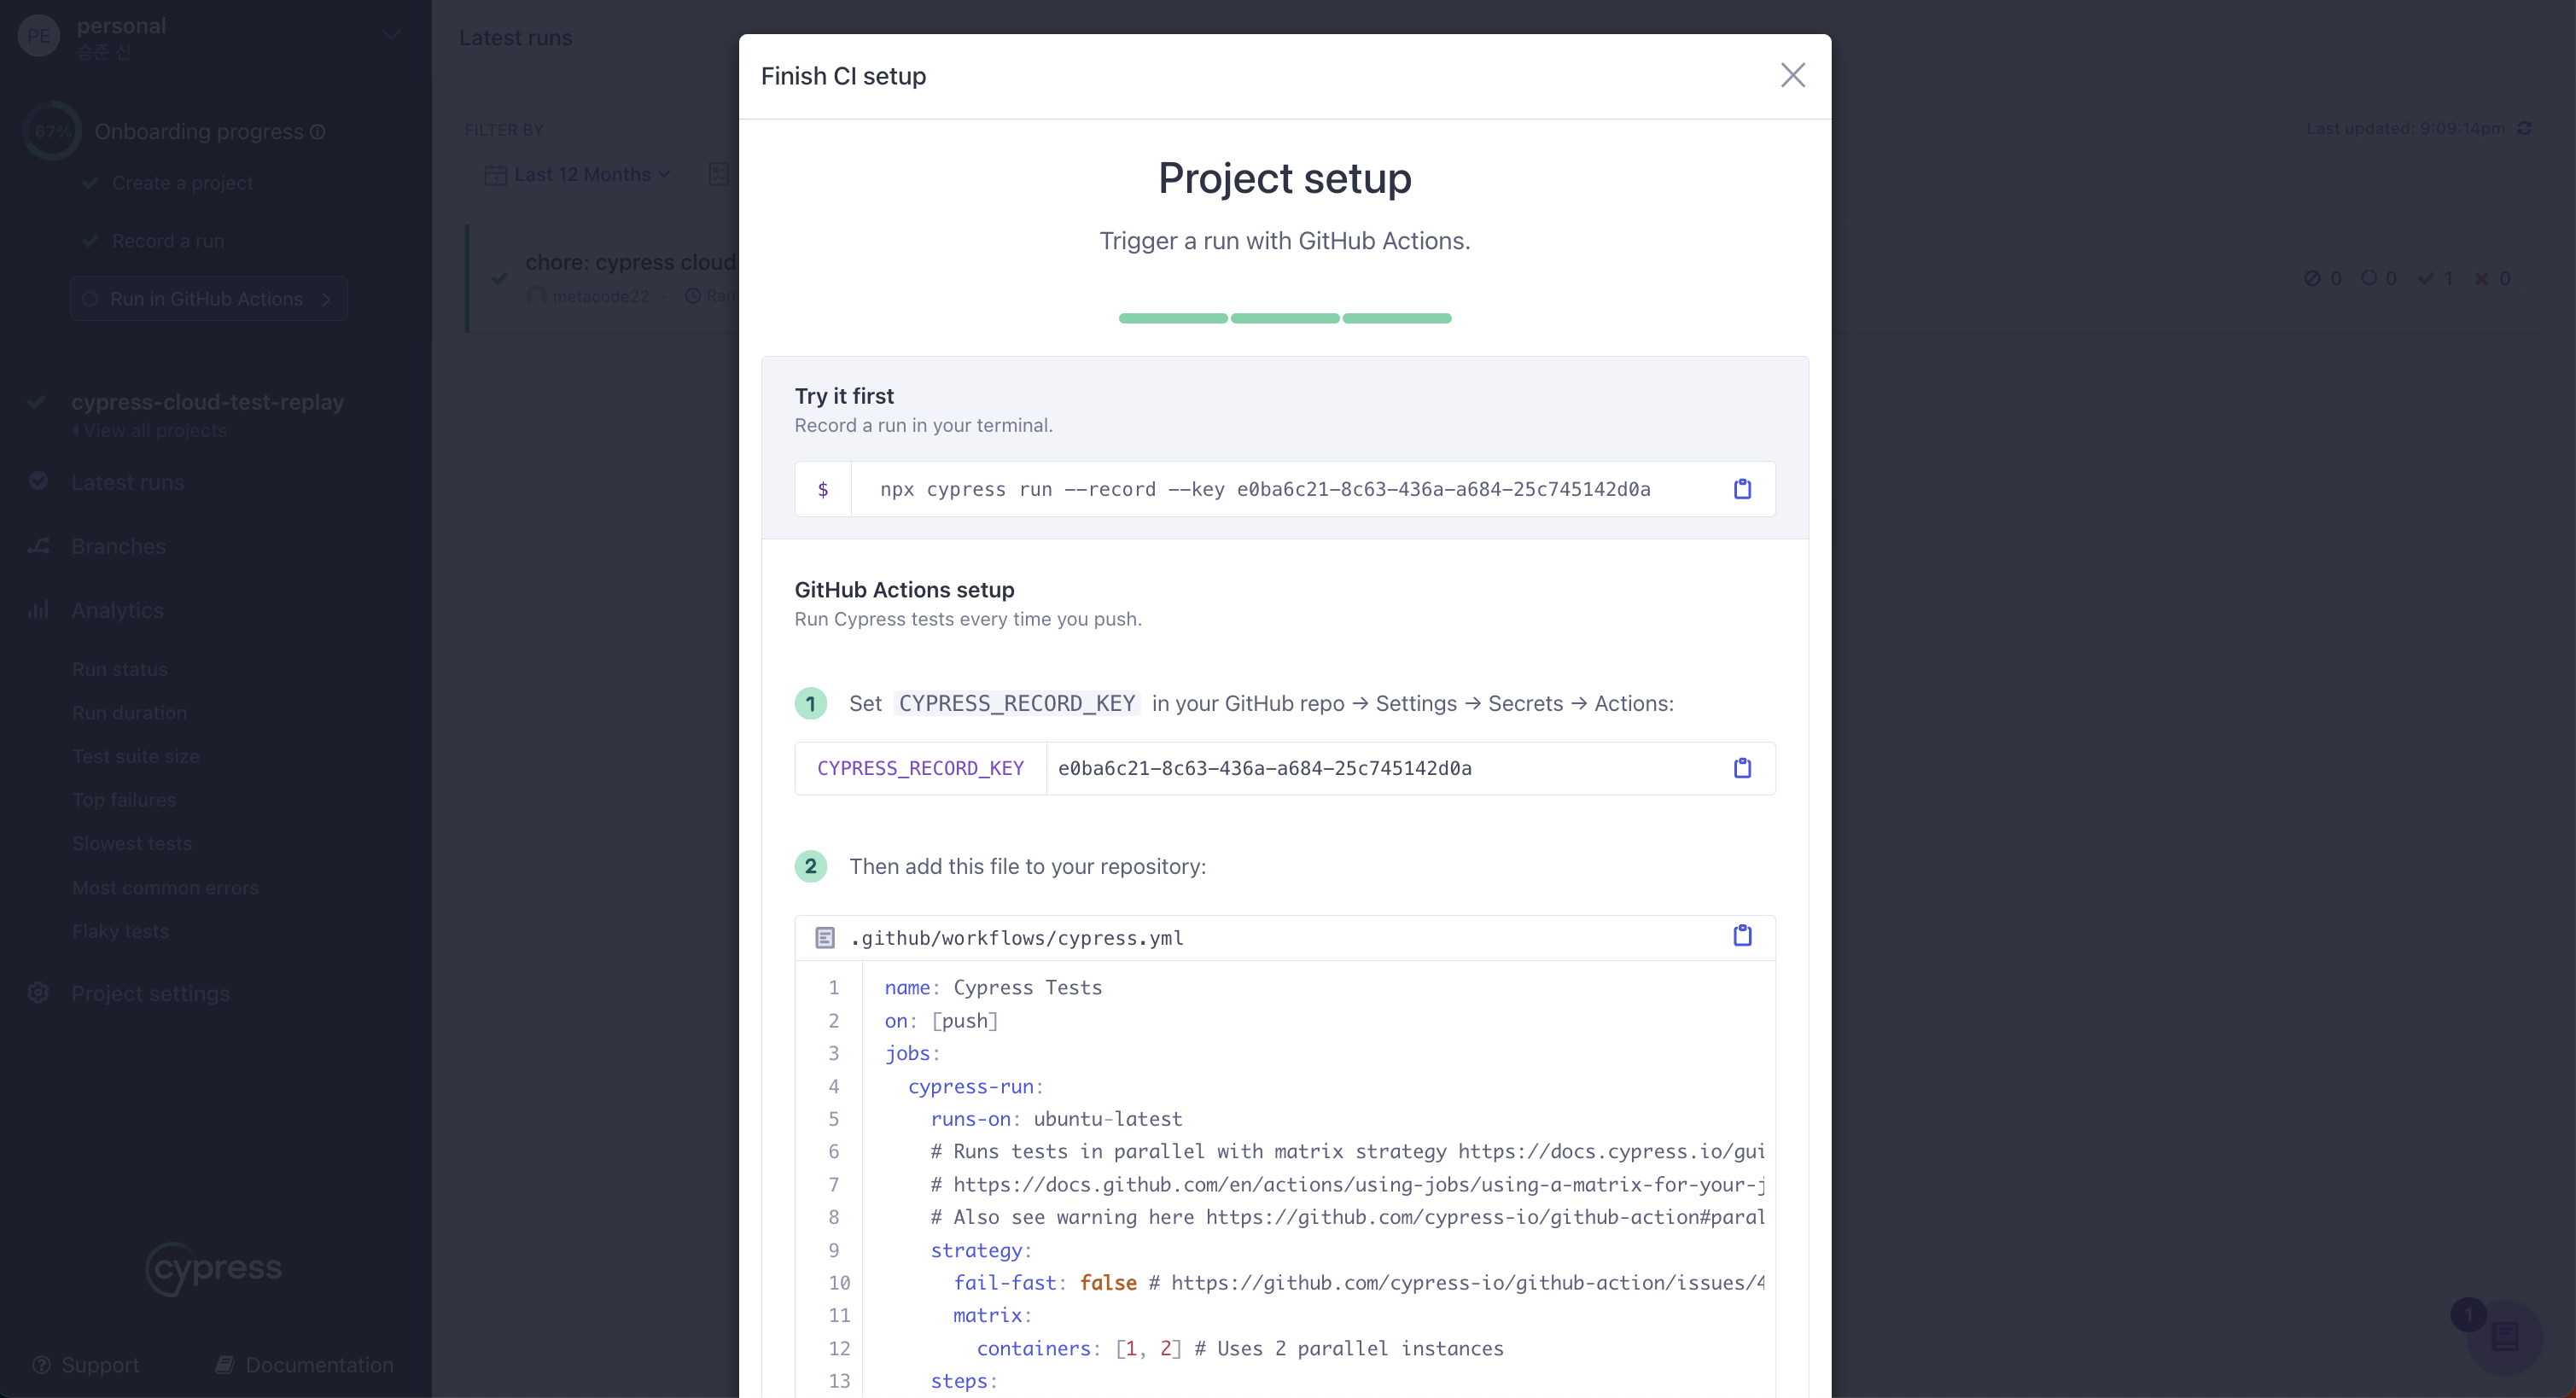 PE
personal
승준 신
67%
Onboarding progress
Create a project
Record a run
Run in GitHub Actions
cypress-cloud-test-replay
View all projects
Latest runs
Branches
Analytics
Run status
Run duration
Test suite size
Top failures
Slowest tests
Most common errors
Flaky tests
Project settings
cypress
Support
Documentation
Latest runs
FILTER BY
Last 12 Months
Last updated: 9:09:14pm
chore: cypress cloud
metacode22 · Ran
0 0 1 0
1
Finish CI setup
Project setup
Trigger a run with GitHub Actions.
Try it first
Record a run in your terminal.
$ npx cypress run --record --key e0ba6c21-8c63-436a-a684-25c745142d0a
GitHub Actions setup
Run Cypress tests every time you push.
1 Set CYPRESS_RECORD_KEY in your GitHub repo → Settings → Secrets → Actions:
CYPRESS_RECORD_KEY e0ba6c21-8c63-436a-a684-25c745142d0a
2 Then add this file to your repository:
.github/workflows/cypress.yml
1 name: Cypress Tests
2 on: [push]
3 jobs:
4 cypress-run:
5 runs-on: ubuntu-latest
6 # Runs tests in parallel with matrix strategy https://docs.cypress.io/gui
7 # https://docs.github.com/en/actions/using-jobs/using-a-matrix-for-your-j
8 # Also see warning here https://github.com/cypress-io/github-action#paral
9 strategy:
10 fail-fast: false # https://github.com/cypress-io/github-action/issues/4
11 matrix:
12 containers: [1, 2] # Uses 2 parallel instances
13 steps: